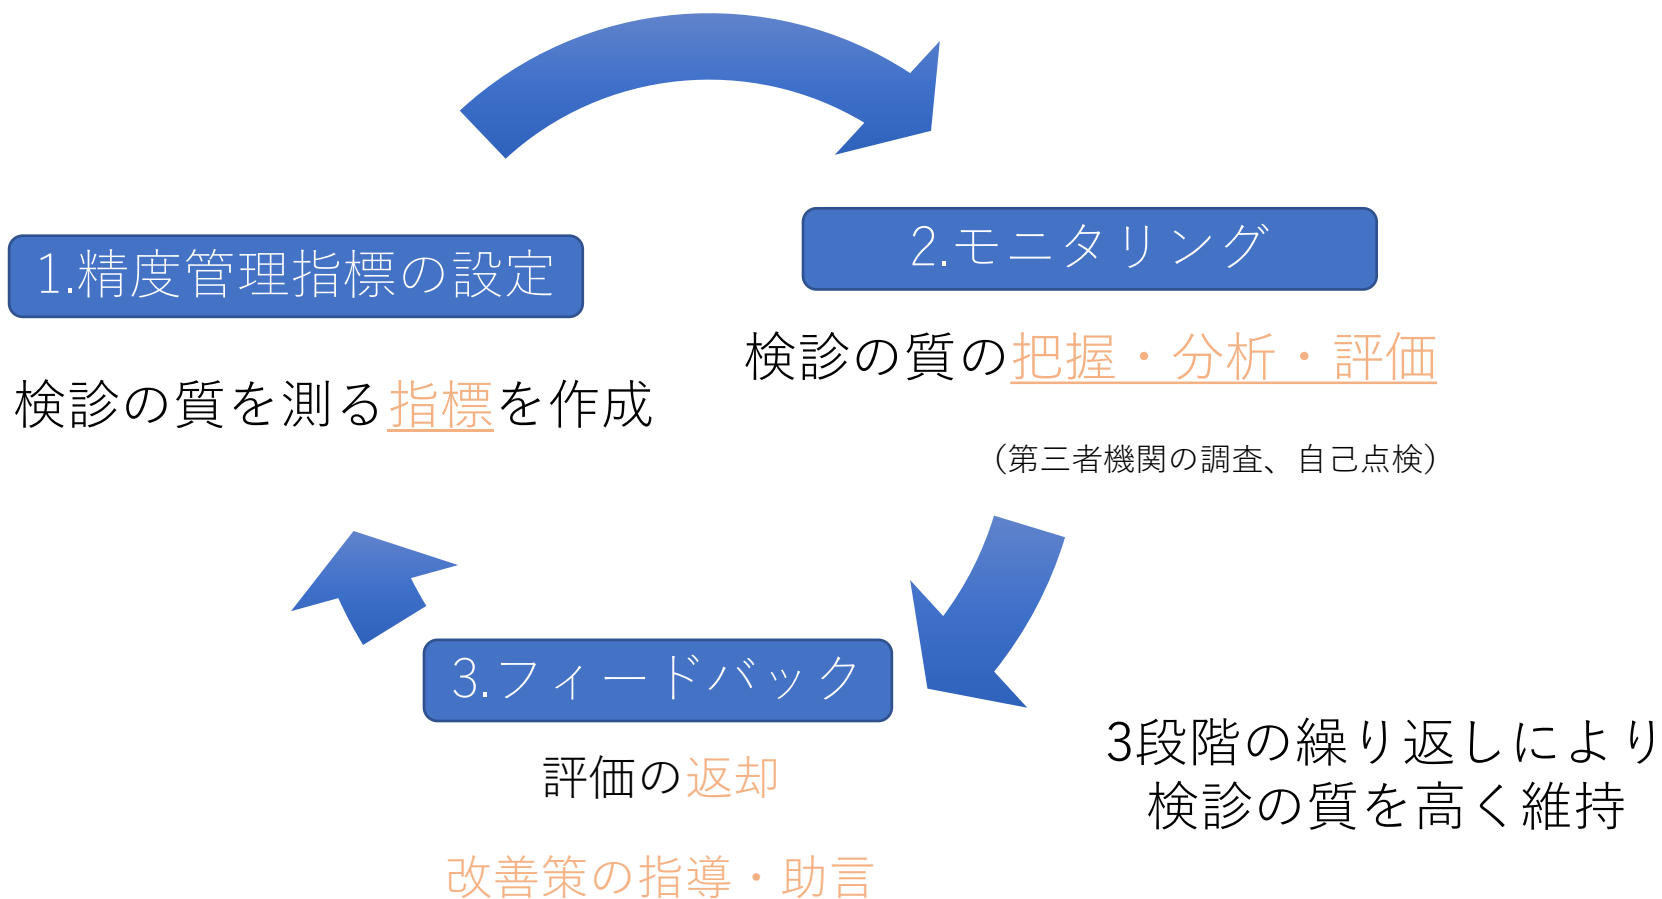 1.精度管理指標の設定
検診の質を測る指標を作成
2.モニタリング
検診の質の把握・分析・評価
（第三者機関の調査、自己点検）
3.フィードバック
評価の返却
改善策の指導・助言
3段階の繰り返しにより
検診の質を高く維持